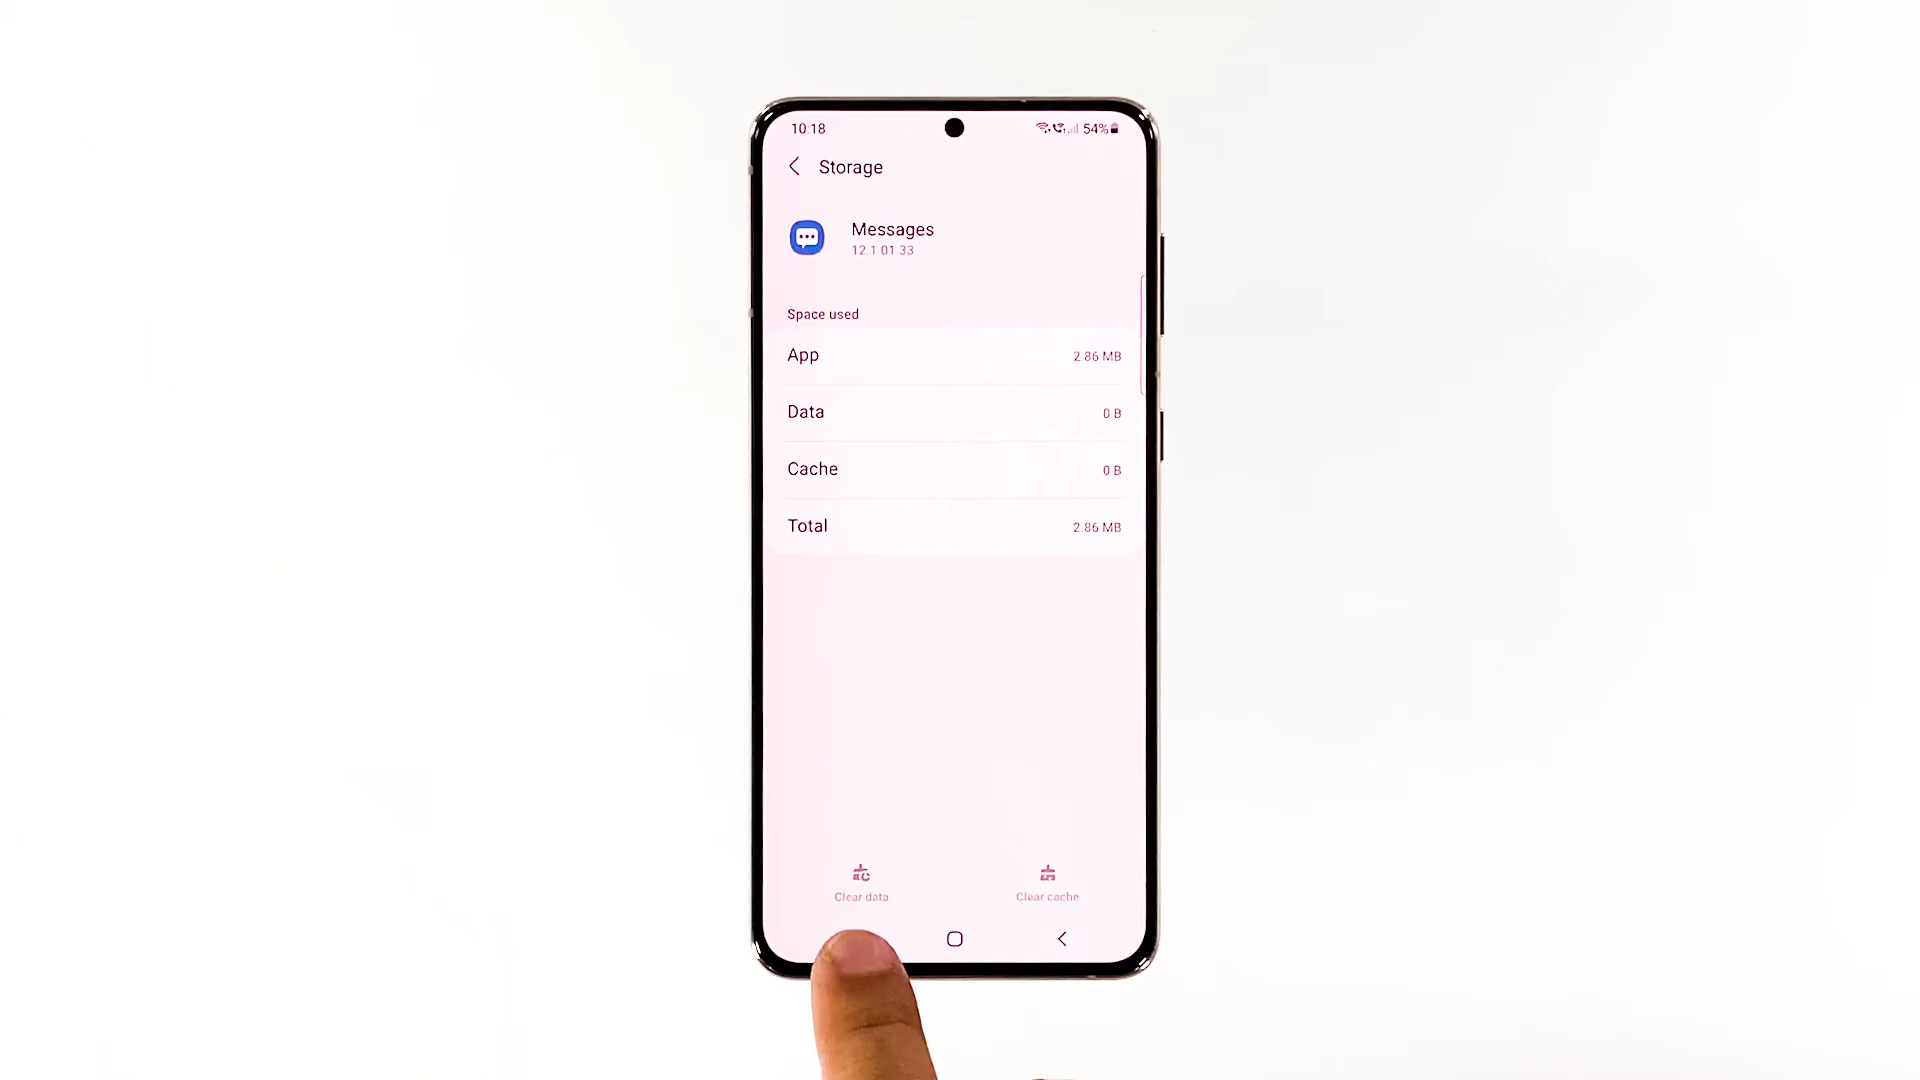 10:18
54%
Storage
Messages
12.1.01.33
Space used
App
2.86 MB
Data
0 B
Cache
0 B
Total
2.86 MB
Clear data
Clear cache